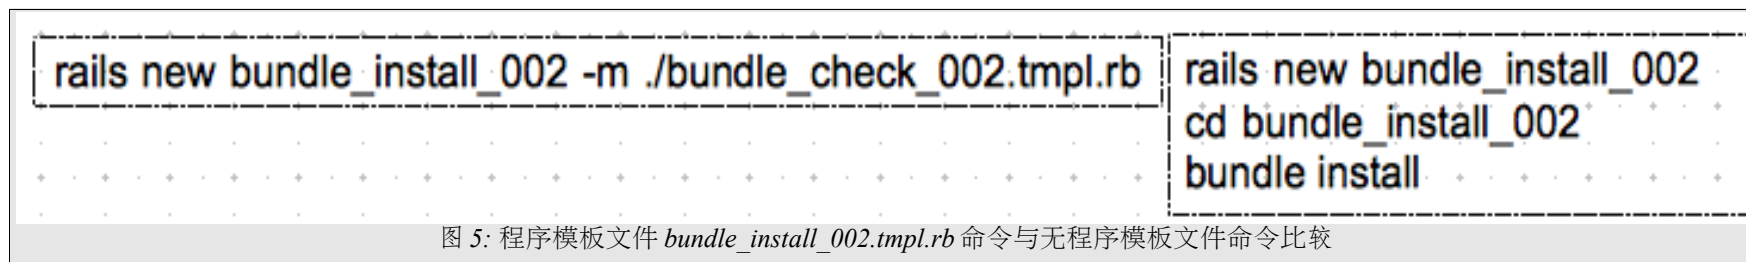 rails new bundle_install_002 -m ./bundle_check_002.tmpl.rb
rails new bundle_install_002
cd bundle_install_002
bundle install
图 5: 程序模板文件 bundle_install_002.tmpl.rb 命令与无程序模板文件命令比较